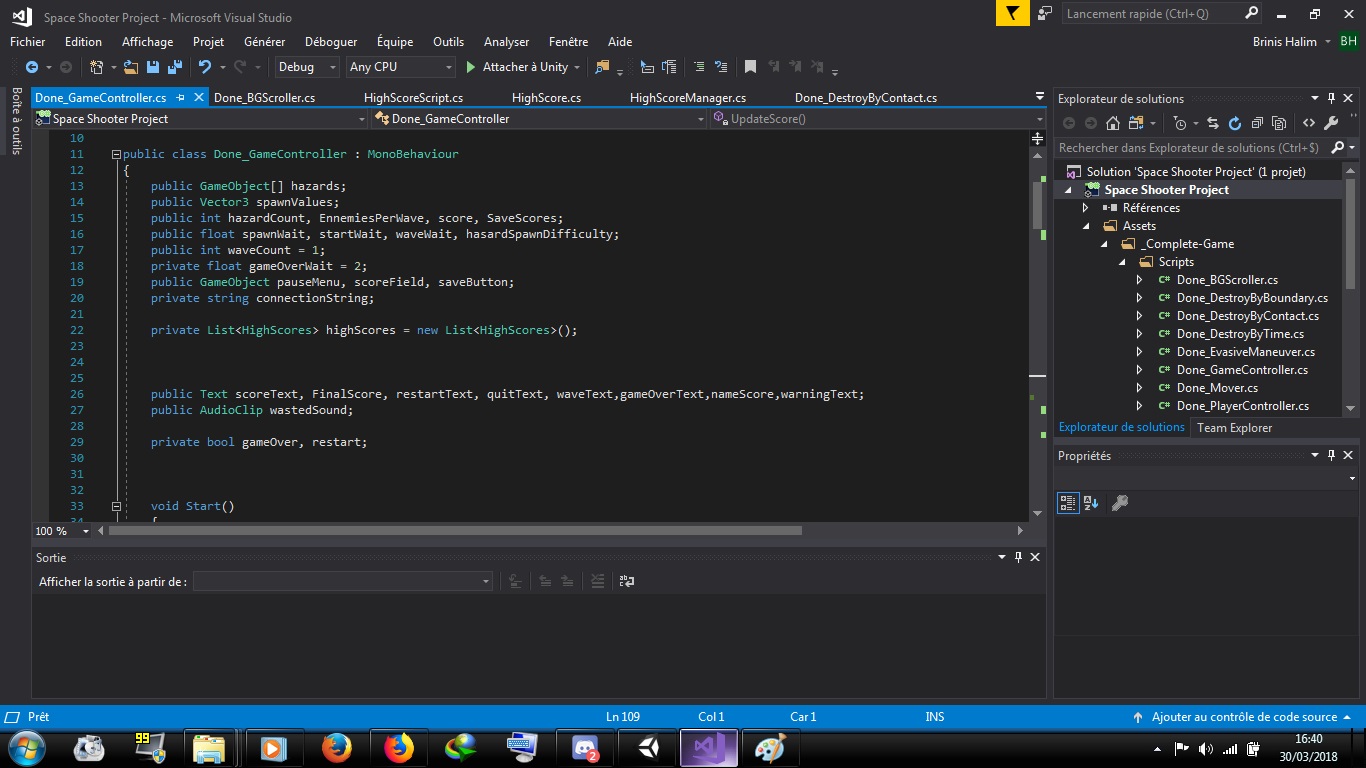 Space Shooter Project - Microsoft Visual Studio
Lancement rapide (Ctrl+Q)
Fichier Edition Affichage Projet Générer Déboguer Équipe Outils Analyser Fenêtre Aide
Brinis Halim BH
Debug Any CPU Attacher à Unity
Boîte à outils
Done_GameController.cs Done_BGScroller.cs HighScoreScript.cs HighScore.cs HighScoreManager.cs Done_DestroyByContact.cs
Space Shooter Project Done_GameController UpdateScore()
10
11 public class Done_GameController : MonoBehaviour
12 {
13 public GameObject[] hazards;
14 public Vector3 spawnValues;
15 public int hazardCount, EnnemiesPerWave, score, SaveScores;
16 public float spawnWait, startWait, waveWait, hasardSpawnDifficulty;
17 public int waveCount = 1;
18 private float gameOverWait = 2;
19 public GameObject pauseMenu, scoreField, saveButton;
20 private string connectionString;
21
22 private List<HighScores> highScores = new List<HighScores>();
23
24
25
26 public Text scoreText, FinalScore, restartText, quitText, waveText,gameOverText,nameScore,warningText;
27 public AudioClip wastedSound;
28
29 private bool gameOver, restart;
30
31
32
33 void Start()
34 {
100 %
Explorateur de solutions
Rechercher dans Explorateur de solutions (Ctrl+$)
Solution 'Space Shooter Project' (1 projet)
Space Shooter Project
Références
Assets
_Complete-Game
Scripts
Done_BGScroller.cs
Done_DestroyByBoundary.cs
Done_DestroyByContact.cs
Done_DestroyByTime.cs
Done_EvasiveManeuver.cs
Done_GameController.cs
Done_Mover.cs
Done_PlayerController.cs
Explorateur de solutions Team Explorer
Propriétés
Sortie
Afficher la sortie à partir de :
Prêt Ln 109 Col 1 Car 1 INS Ajouter au contrôle de code source
99
2
16:40
30/03/2018